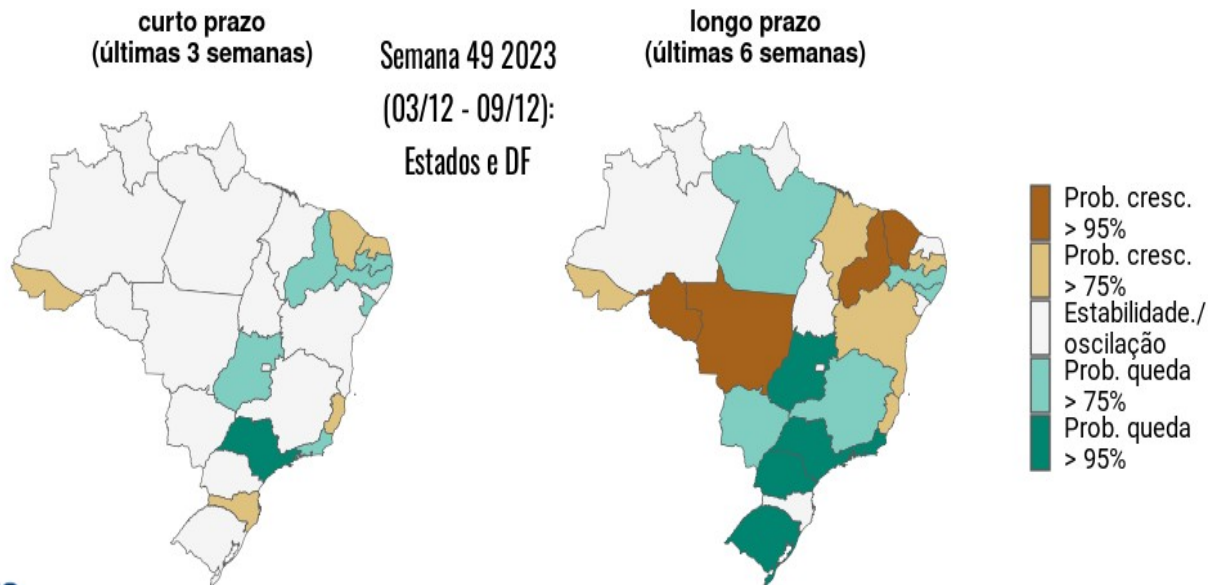 curto prazo
(últimas 3 semanas)
Semana 49 2023
(03/12 - 09/12):
Estados e DF
longo prazo
(últimas 6 semanas)
Prob. cresc.
> 95%
Prob. cresc.
> 75%
Estabilidade./
oscilação
Prob. queda
> 75%
Prob. queda
> 95%